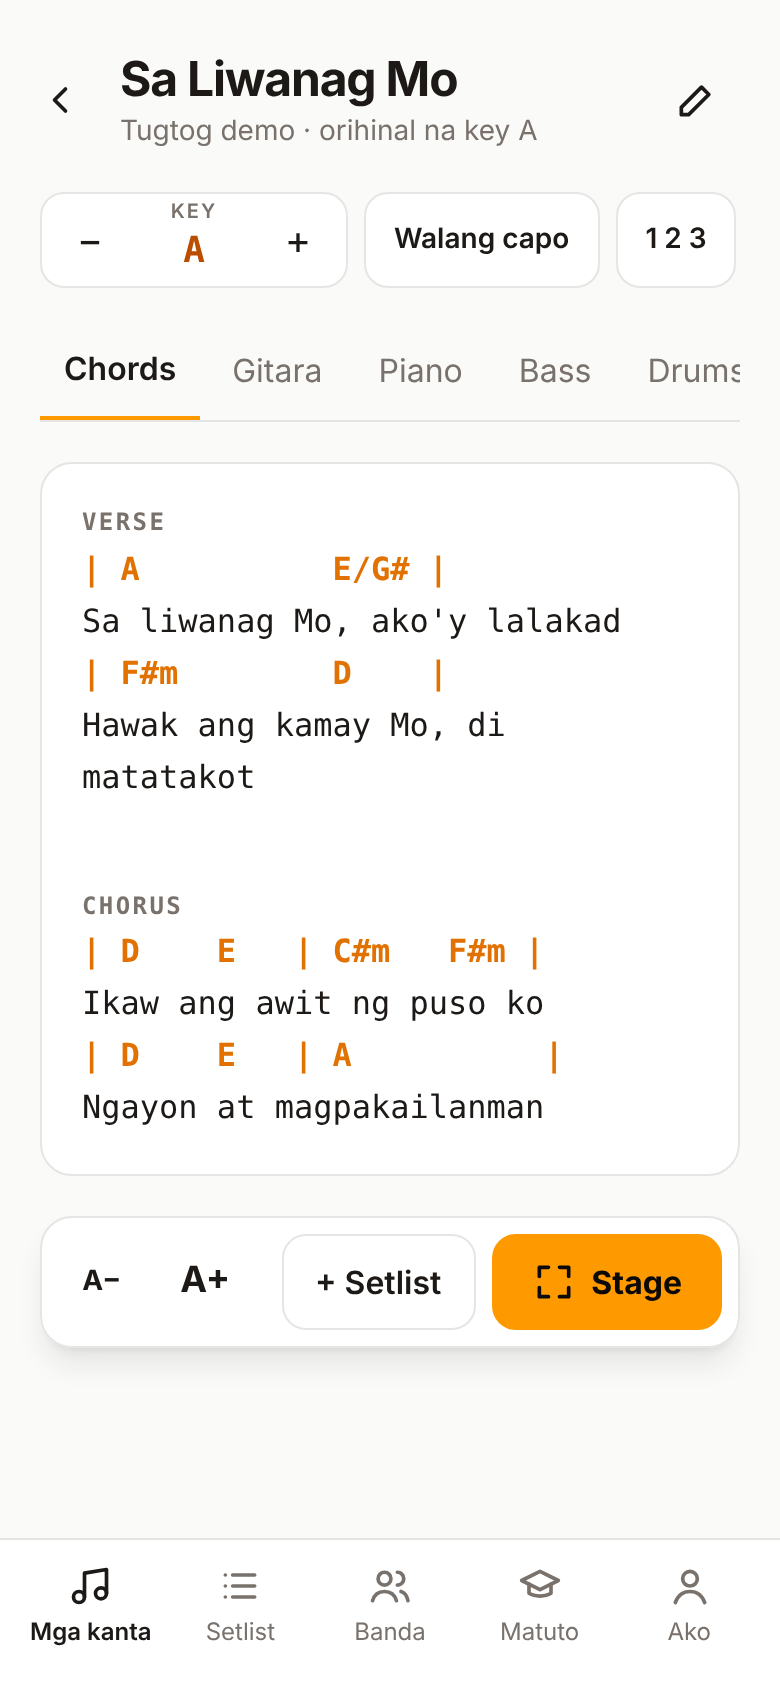 Sa Liwanag Mo
Tugtog demo · orihinal na key A
KEY
− A +
Walang capo
1 2 3
Chords Gitara Piano Bass Drums
VERSE
| A          E/G# |
Sa liwanag Mo, ako'y lalakad
| F#m        D    |
Hawak ang kamay Mo, di
matatakot
CHORUS
| D    E   | C#m   F#m |
Ikaw ang awit ng puso ko
| D    E   | A          |
Ngayon at magpakailanman
A− A+ + Setlist Stage
Mga kanta Setlist Banda Matuto Ako